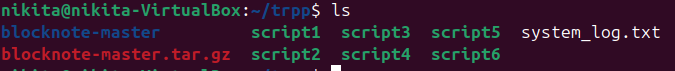 nikita@nikita-VirtualBox:~/trpp$ ls
blocknote-master script1 script3 script5 system_log.txt
blocknote-master.tar.gz script2 script4 script6